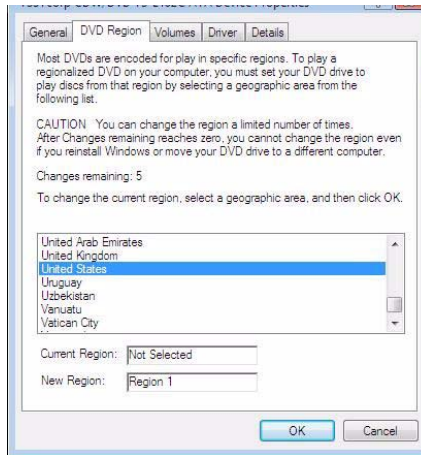 Properties
General DVD Region Volumes Driver Details
Most DVDs are encoded for play in specific regions. To play a
regionalized DVD on your computer, you must set your DVD drive to
play discs from that region by selecting a geographic area from the
following list.
CAUTION You can change the region a limited number of times.
After Changes remaining reaches zero, you cannot change the region even
if you reinstall Windows or move your DVD drive to a different computer.
Changes remaining: 5
To change the current region, select a geographic area, and then click OK.
United Arab Emirates
United Kingdom
United States
Uruguay
Uzbekistan
Vanuatu
Vatican City
Current Region: Not Selected
New Region: Region 1
OK Cancel